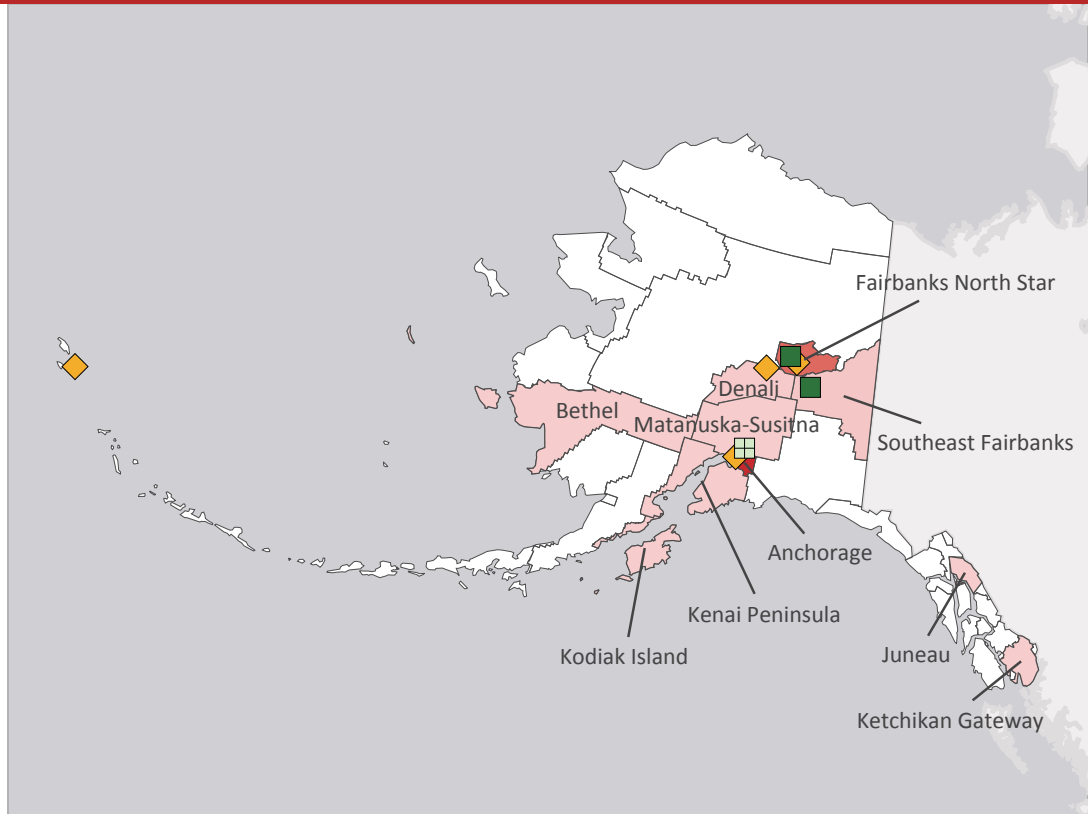 Fairbanks North Star
Denali
Bethel
Matanuska-Susitna
Southeast Fairbanks
Anchorage
Kenai Peninsula
Kodiak Island
Juneau
Ketchikan Gateway